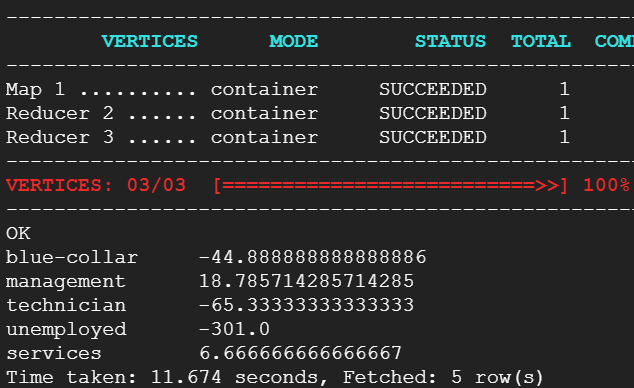 --------------------------------------------------------
VERTICES MODE STATUS TOTAL COM
--------------------------------------------------------
Map 1 .......... container SUCCEEDED 1
Reducer 2 ...... container SUCCEEDED 1
Reducer 3 ...... container SUCCEEDED 1
--------------------------------------------------------
VERTICES: 03/03 [==========================>>] 100%
--------------------------------------------------------
OK
blue-collar -44.888888888888886
management 18.785714285714285
technician -65.33333333333333
unemployed -301.0
services 6.666666666666667
Time taken: 11.674 seconds, Fetched: 5 row(s)